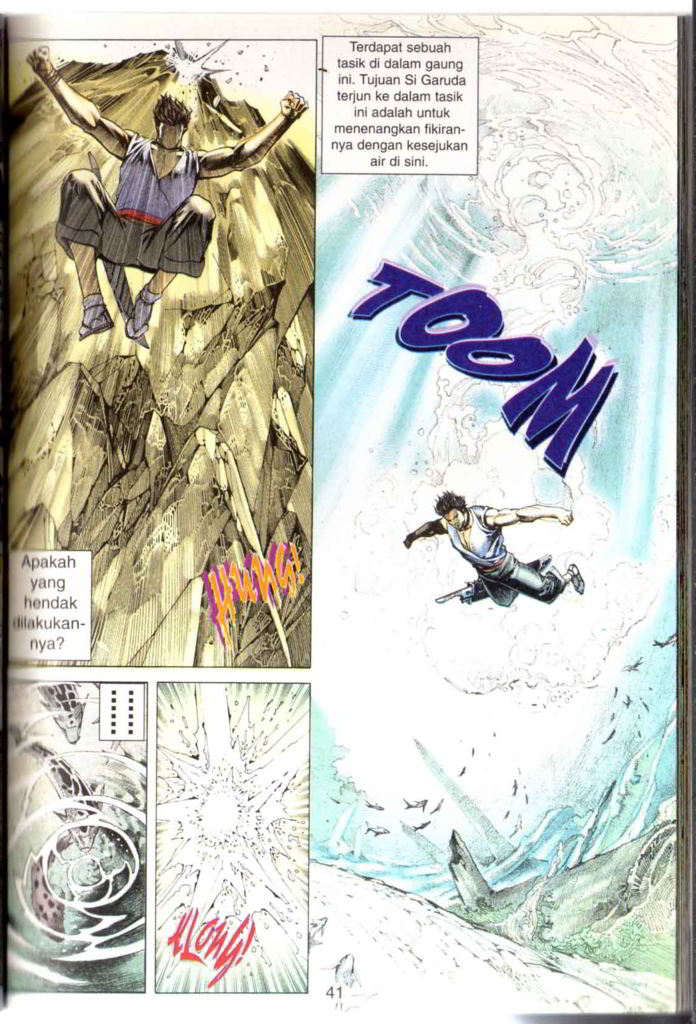 Apakah
yang
hendak
dilakukan-
nya?
HUNG!
KLONG!
Terdapat sebuah
tasik di dalam gaung
ini. Tujuan Si Garuda
terjun ke dalam tasik
ini adalah untuk
menenangkan fikiran-
nya dengan kesejukan
air di sini.
TOOM
41